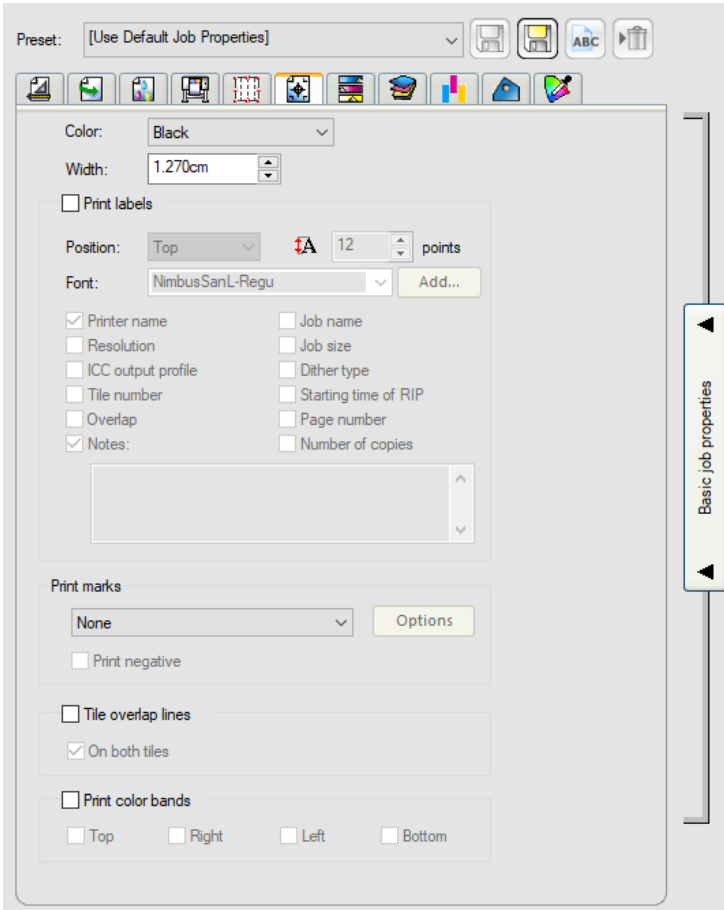 Preset: [Use Default Job Properties]
ABC
Color: Black
Width: 1.270cm
Print labels
Position: Top A 12 points
Font: NimbusSanL-Regu Add...
Printer name Job name
Resolution Job size
ICC output profile Dither type
Tile number Starting time of RIP
Overlap Page number
Notes: Number of copies
Basic job properties
Print marks
None Options
Print negative
Tile overlap lines
On both tiles
Print color bands
Top Right Left Bottom